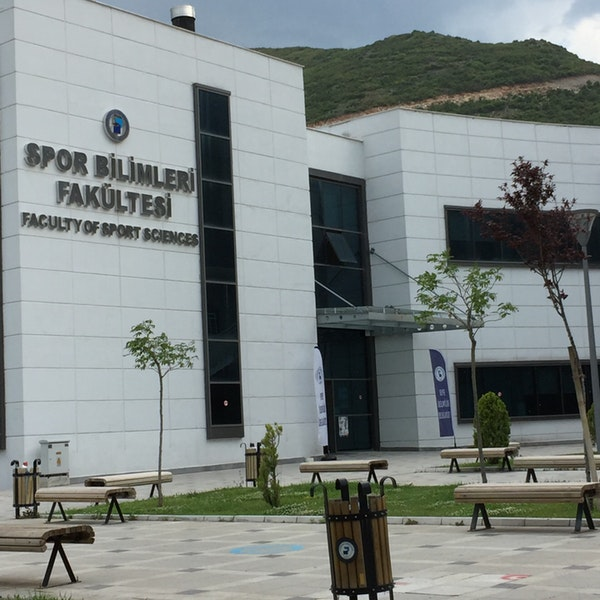 SPOR BİLİMLERİ
FAKÜLTESİ
FACULTY OF SPORT SCIENCES